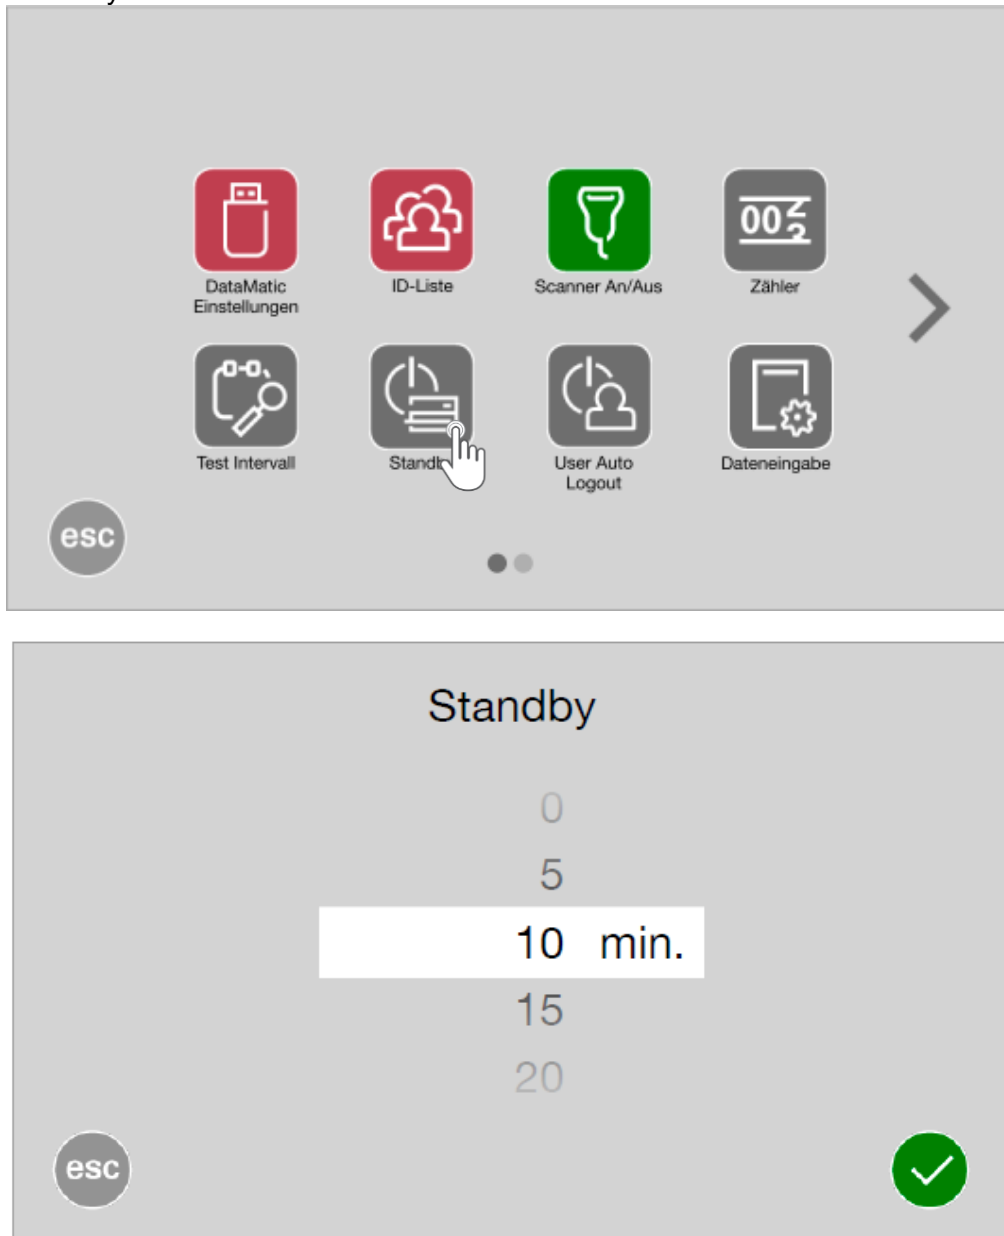 DataMatic
Einstellungen
ID-Liste
Scanner An/Aus
Zähler
Test Intervall
User Auto
Logout
Dateneingabe
esc
Standby
0
5
10 min.
15
20
esc